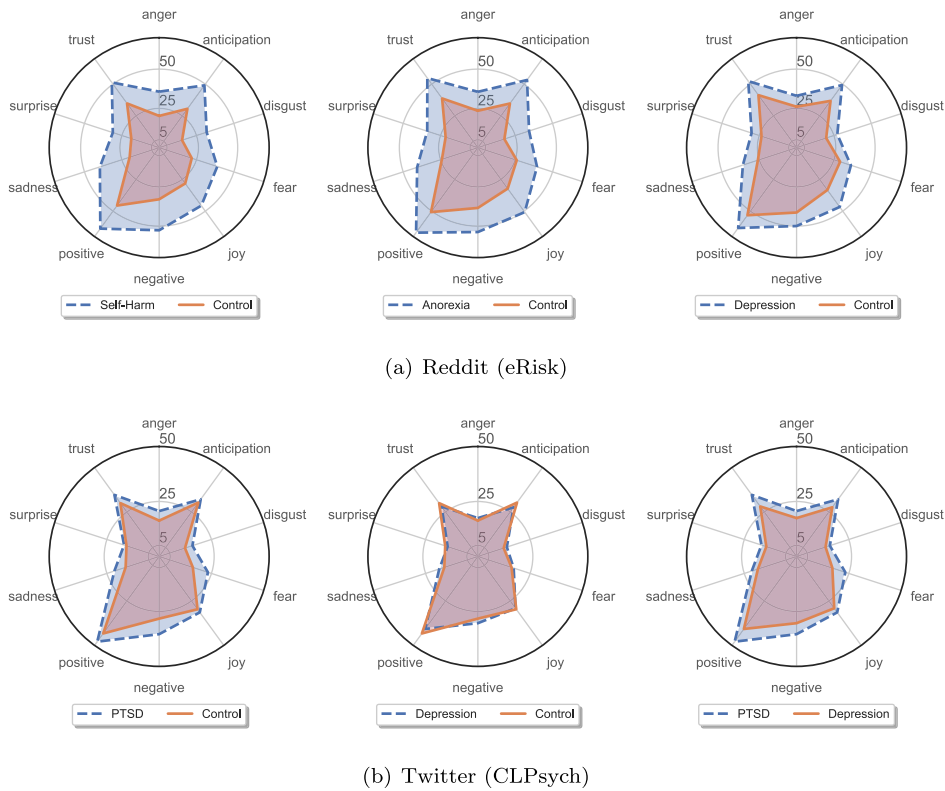 anger
trust
anticipation
50
surprise
25
disgust
5
sadness
fear
positive
joy
negative
Self-Harm Control
anger
trust
anticipation
50
surprise
25
disgust
5
sadness
fear
positive
joy
negative
Anorexia Control
anger
trust
anticipation
50
surprise
25
disgust
5
sadness
fear
positive
joy
negative
Depression Control
(a) Reddit (eRisk)
anger
50
trust
anticipation
25
surprise
disgust
5
sadness
fear
positive
joy
negative
PTSD Control
anger
50
trust
anticipation
25
surprise
disgust
5
sadness
fear
positive
joy
negative
Depression Control
anger
50
trust
anticipation
25
surprise
disgust
5
sadness
fear
positive
joy
negative
PTSD Depression
(b) Twitter (CLPsych)